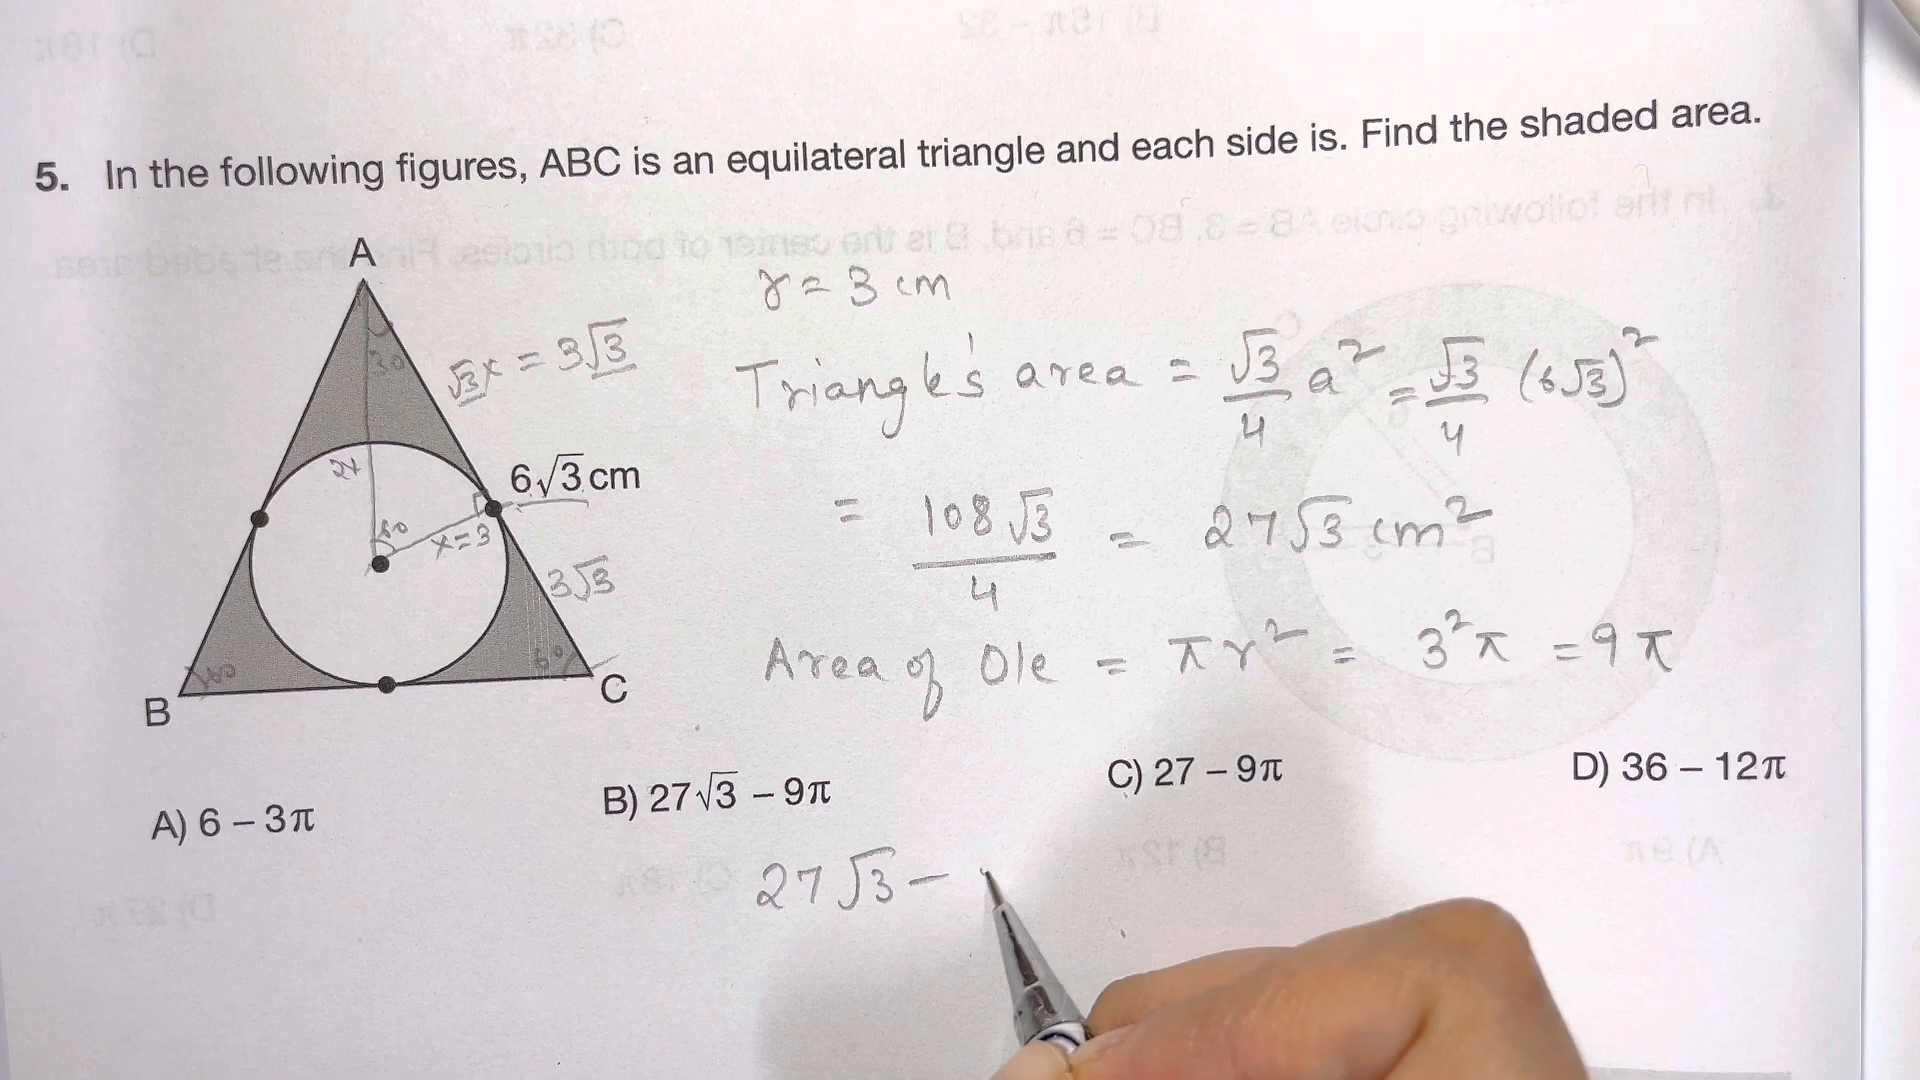 5. In the following figures, ABC is an equilateral triangle and each side is. Find the shaded area.
A
30
√3x = 3√3
6√3 cm
60
x=3
3√3
60
60
B
C
r = 3 cm
Triangle's area = √3/4 a² = √3/4 (6√3)²
= 108√3/4 = 27√3 cm²
Area of Ole = πr² = 3²π = 9π
A) 6 – 3π
B) 27√3 – 9π
C) 27 – 9π
D) 36 – 12π
27√3 –